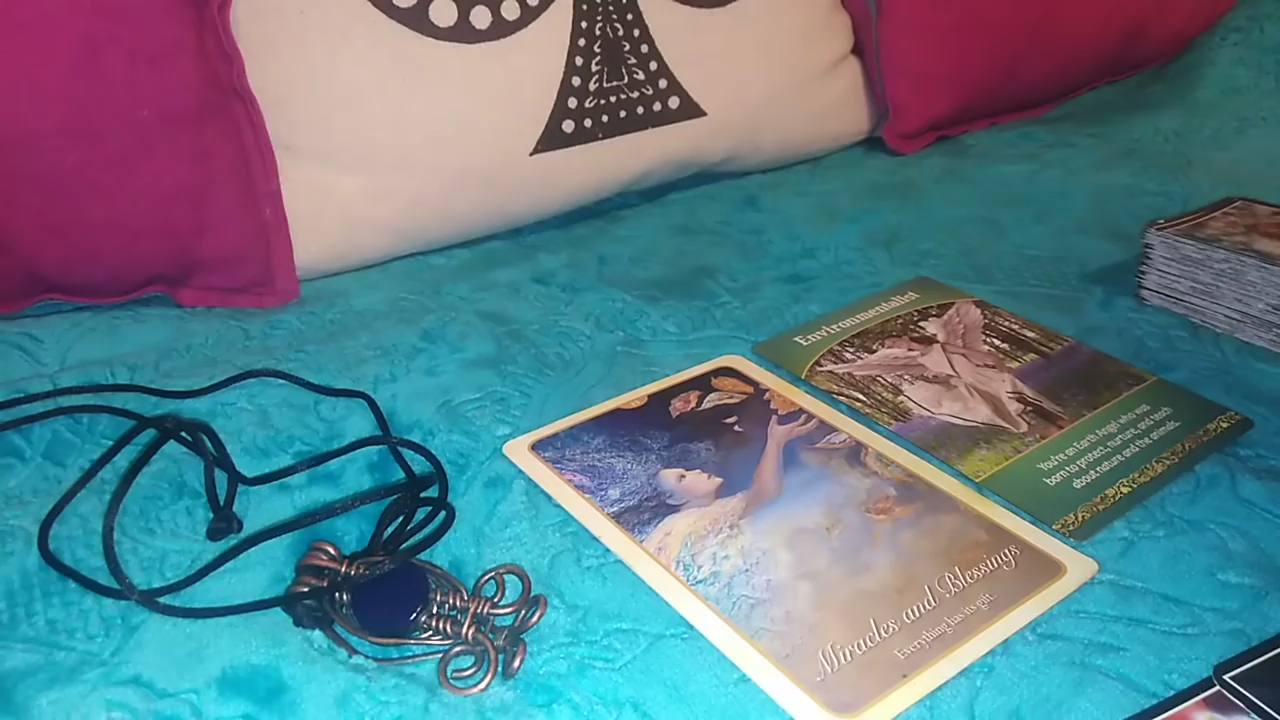 Environmentalist
You're an Earth Angel who was
born to protect, nurture, and teach
about nature and the animals.
Miracles and Blessings
Everything has its gift.